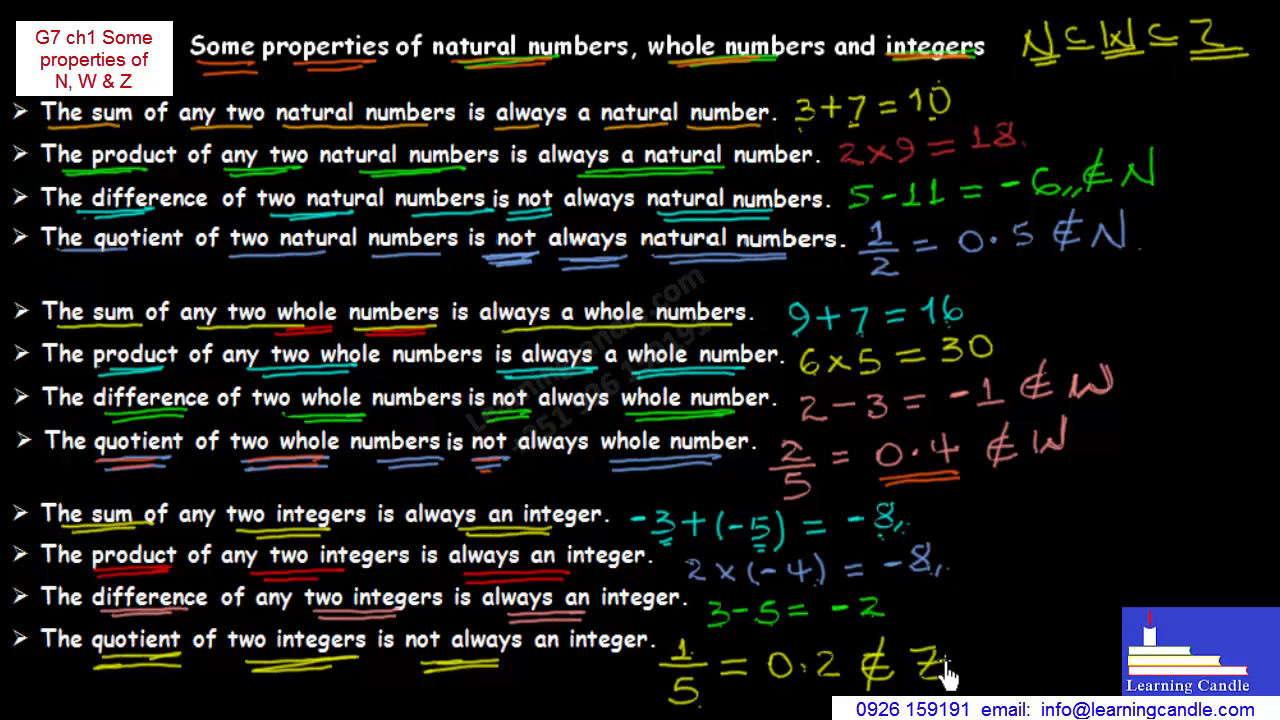 G7 ch1 Some
properties of
N, W & Z
Some properties of natural numbers, whole numbers and integers N ⊆ W ⊆ Z
➢ The sum of any two natural numbers is always a natural number. 3 + 7 = 10
➢ The product of any two natural numbers is always a natural number. 2 × 9 = 18.
➢ The difference of two natural numbers is not always natural numbers. 5 - 11 = -6,, ∉ N
➢ The quotient of two natural numbers is not always natural numbers. 1/2 = 0.5 ∉ N
➢ The sum of any two whole numbers is always a whole numbers. 9 + 7 = 16
➢ The product of any two whole numbers is always a whole number. 6 × 5 = 30
➢ The difference of two whole numbers is not always whole number. 2 - 3 = -1 ∉ W
➢ The quotient of two whole numbers is not always whole number. 2/5 = 0.4 ∉ W
➢ The sum of any two integers is always an integer. -3 + (-5) = -8,,
➢ The product of any two integers is always an integer. 2 × (-4) = -8,,
➢ The difference of any two integers is always an integer. 3 - 5 = -2
➢ The quotient of two integers is not always an integer. 1/5 = 0.2 ∉ Z
Learning Candle
0926 159191 email: info@learningcandle.com